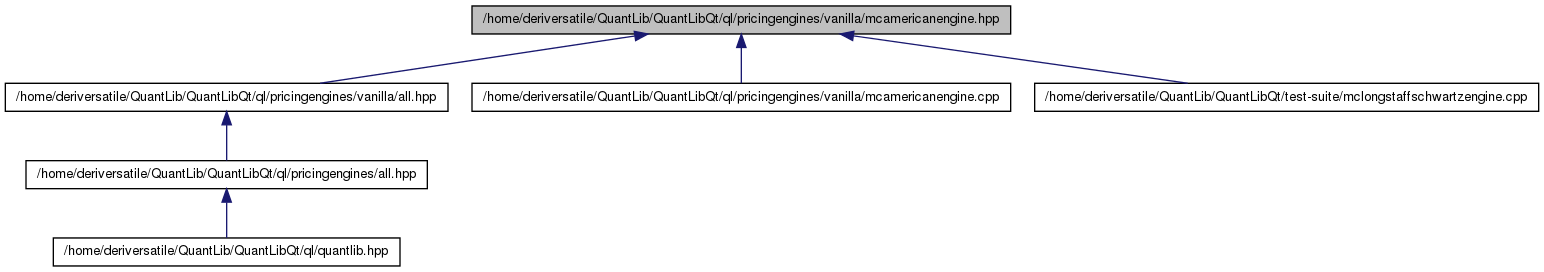 /home/deriversatile/QuantLib/QuantLibQt/ql/pricingengines/vanilla/mcamericanengine.hpp
/home/deriversatile/QuantLib/QuantLibQt/ql/pricingengines/vanilla/all.hpp
/home/deriversatile/QuantLib/QuantLibQt/ql/pricingengines/vanilla/mcamericanengine.cpp
/home/deriversatile/QuantLib/QuantLibQt/test-suite/mclongstaffschwartzengine.cpp
/home/deriversatile/QuantLib/QuantLibQt/ql/pricingengines/all.hpp
/home/deriversatile/QuantLib/QuantLibQt/ql/quantlib.hpp